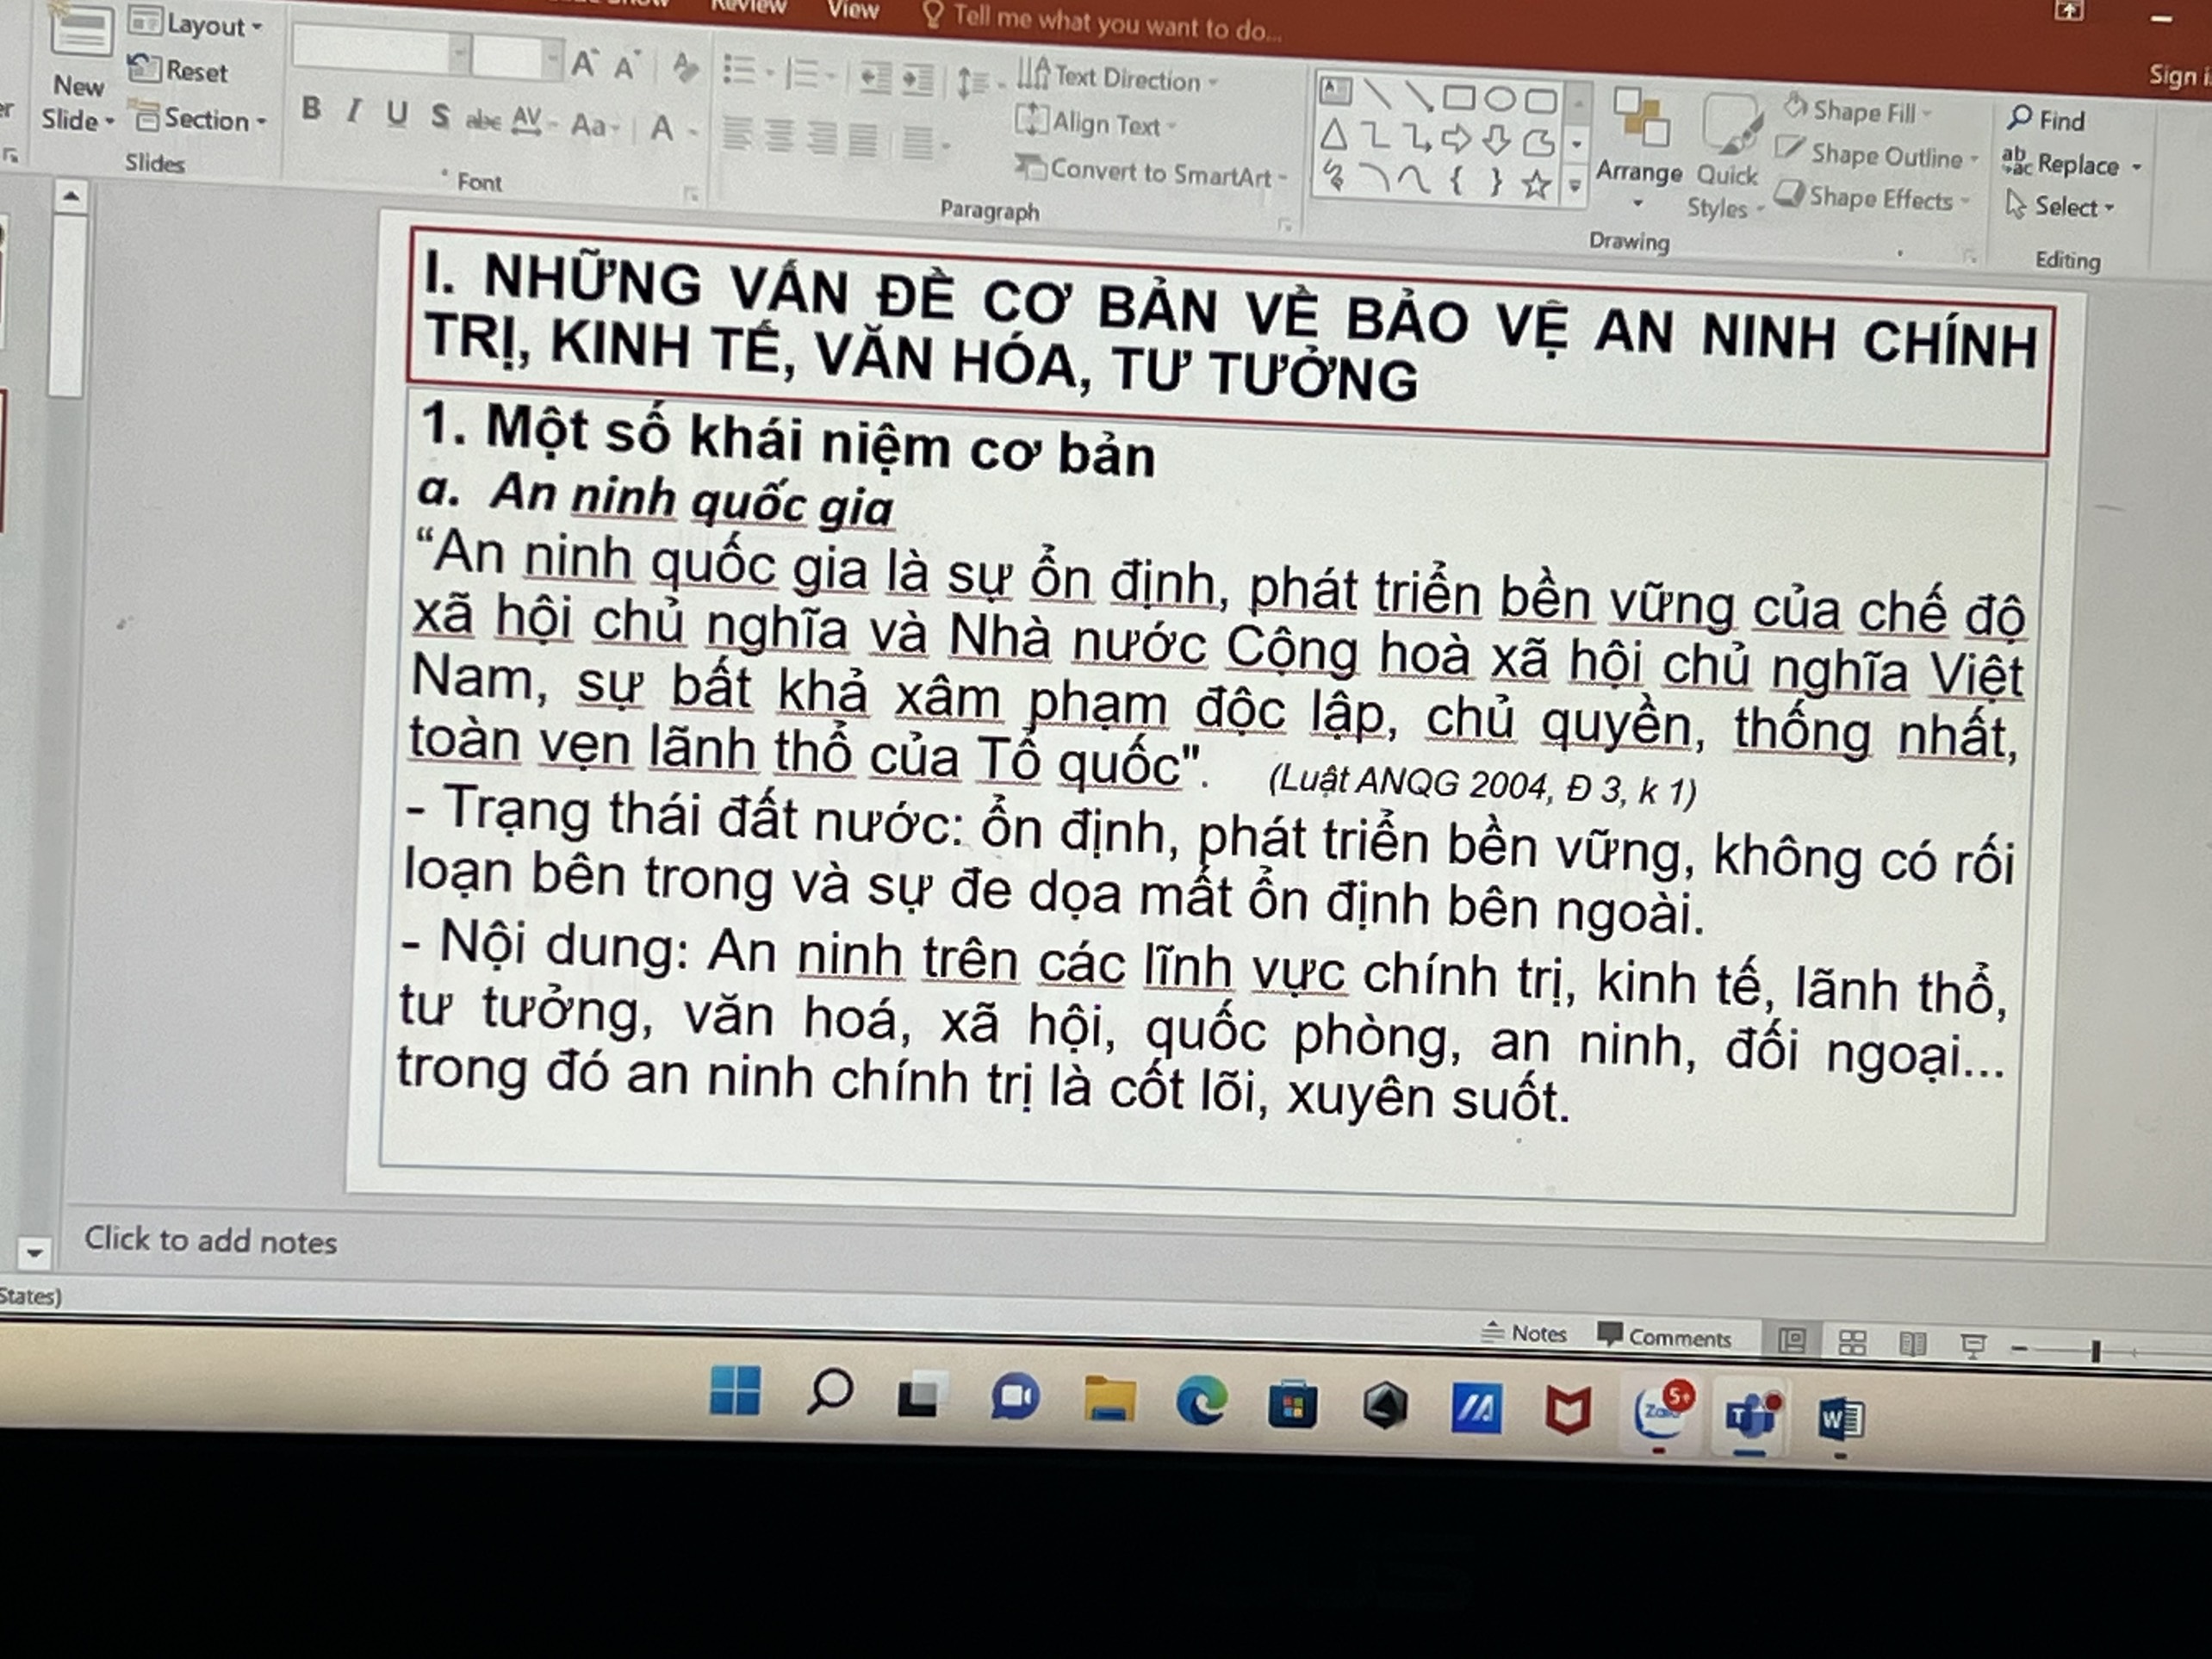 Review View Tell me what you want to do...
Sign i
Layout
Reset
New
Slide
Section
Slides
B I U S abc AV Aa A
Font
Text Direction
Align Text
Convert to SmartArt
Paragraph
Arrange
Quick
Styles
Shape Fill
Shape Outline
Shape Effects
Drawing
Find
Replace
Select
Editing
I. NHỮNG VẤN ĐỀ CƠ BẢN VỀ BẢO VỆ AN NINH CHÍNH
TRỊ, KINH TẾ, VĂN HÓA, TƯ TƯỞNG
1. Một số khái niệm cơ bản
a. An ninh quốc gia
“An ninh quốc gia là sự ổn định, phát triển bền vững của chế độ
xã hội chủ nghĩa và Nhà nước Cộng hoà xã hội chủ nghĩa Việt
Nam, sự bất khả xâm phạm độc lập, chủ quyền, thống nhất,
toàn vẹn lãnh thổ của Tổ quốc". (Luật ANQG 2004, Đ 3, k 1)
- Trạng thái đất nước: ổn định, phát triển bền vững, không có rối
loạn bên trong và sự đe dọa mất ổn định bên ngoài.
- Nội dung: An ninh trên các lĩnh vực chính trị, kinh tế, lãnh thổ,
tư tưởng, văn hoá, xã hội, quốc phòng, an ninh, đối ngoại...
trong đó an ninh chính trị là cốt lõi, xuyên suốt.
Click to add notes
States)
Notes Comments
Zalo 5+
T
W